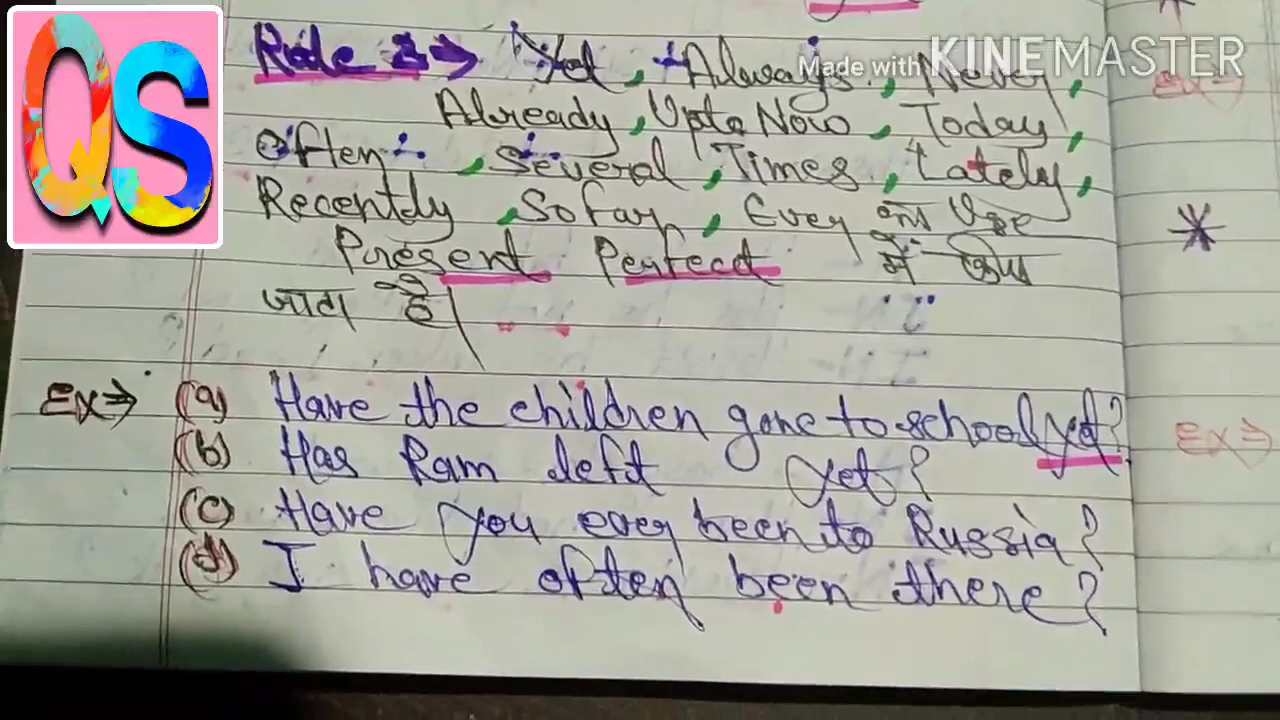 QS
Made with KINEMASTER
Rule 3⇒ Yet, Always, Never,
Already, Upto Now, Today,
Often, Several, Times, Lately,
Recently, So far, Ever का Use
Present Perfect में किया
जाता है।
Ex⇒ (a) Have the children gone to school yet?
(b) Has Ram left yet?
(c) Have you ever been to Russia?
(d) I have often been there?
Ex⇒
*
Ex⇒